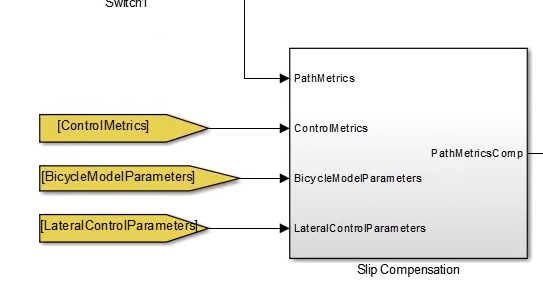 Switch1
PathMetrics
[ControlMetrics]
ControlMetrics
PathMetricsComp
[BicycleModelParameters]
BicycleModelParameters
[LateralControlParameters]
LateralControlParameters
Slip Compensation